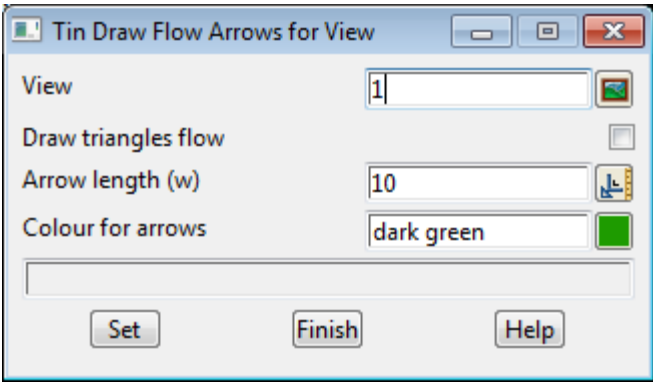 Tin Draw Flow Arrows for View
View 1
Draw triangles flow
Arrow length (w) 10
Colour for arrows dark green
Set Finish Help